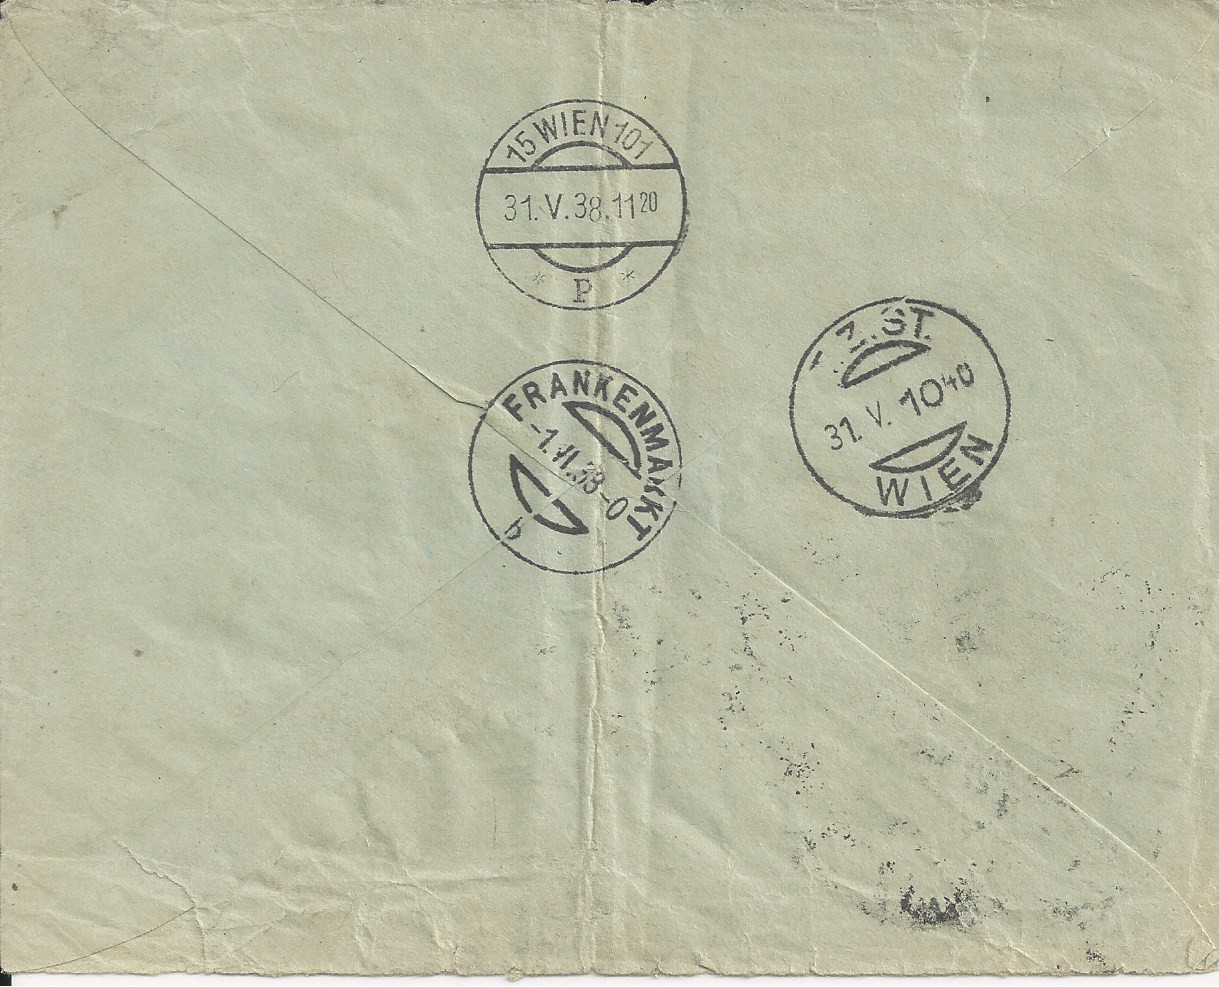 15 WIEN 101
31.V.38.11 20
* P *
FRANKENMARKT
-1.VI.38-0
b
Z.ST.
31.V. 10 40
WIEN